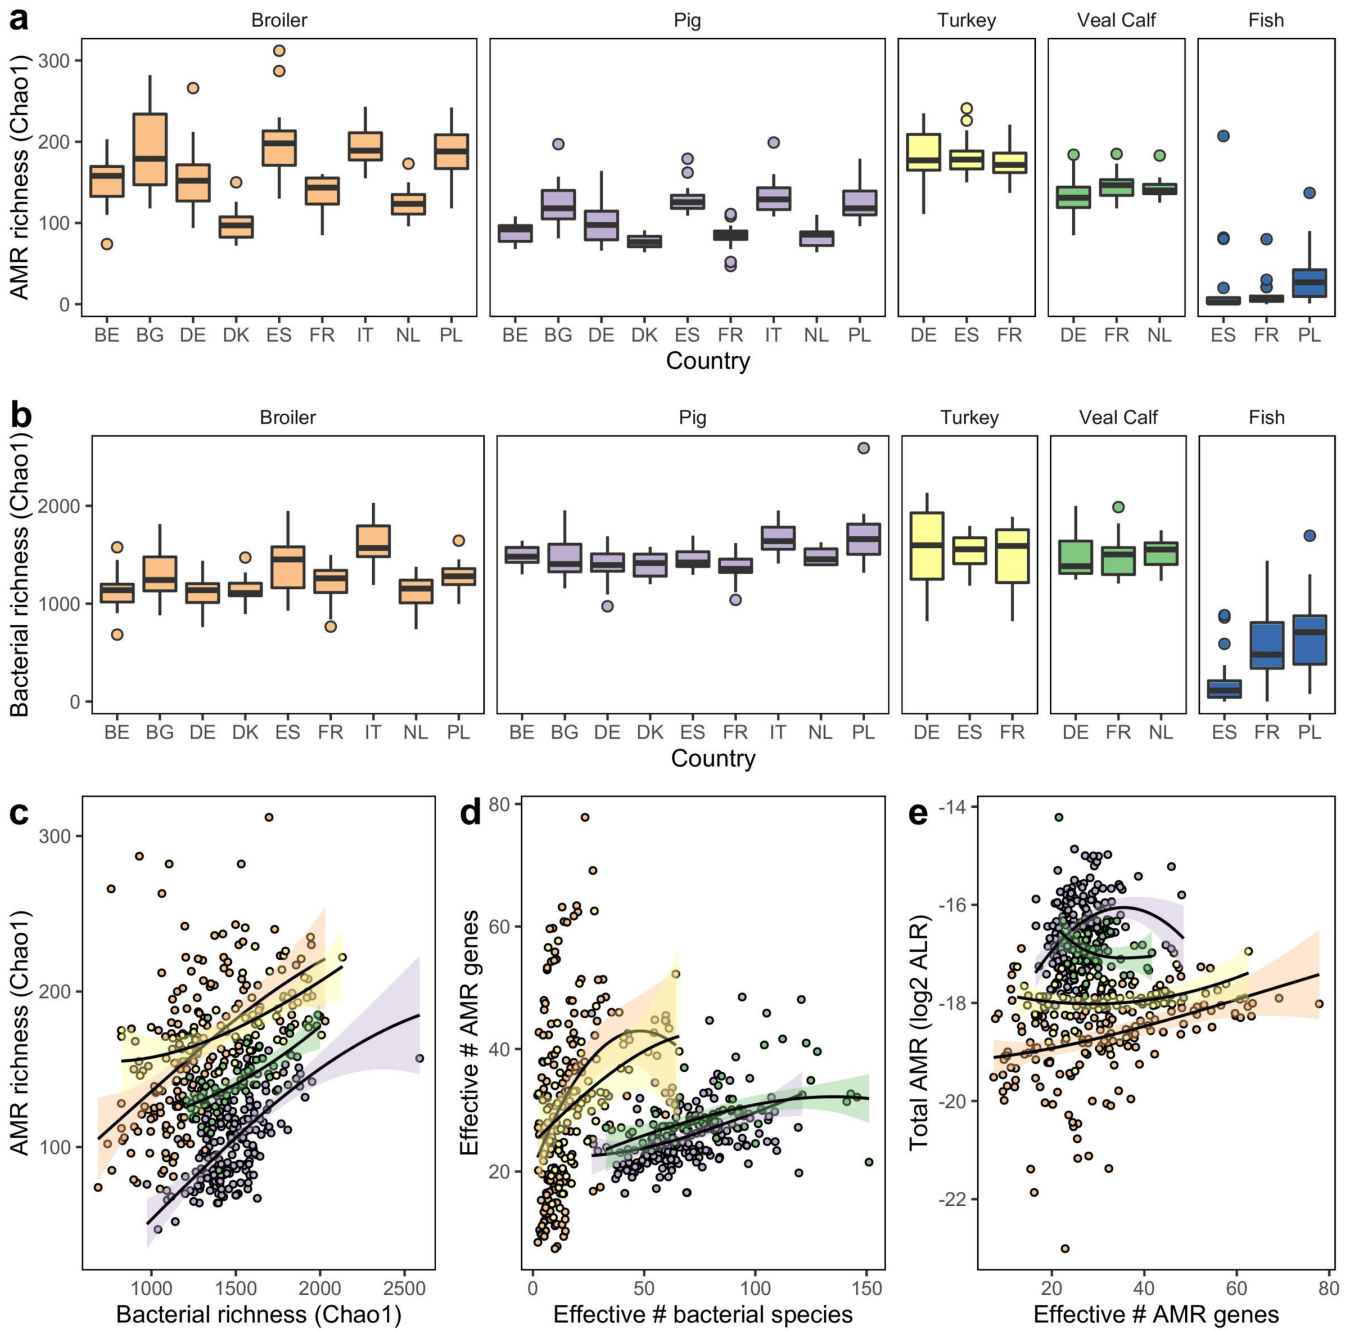 a
Broiler Pig Turkey Veal Calf Fish
AMR richness (Chao1)
300
200
100
0
BE BG DE DK ES FR IT NL PL BE BG DE DK ES FR IT NL PL DE ES FR DE FR NL ES FR PL
Country
b
Broiler Pig Turkey Veal Calf Fish
Bacterial richness (Chao1)
2000
1000
0
BE BG DE DK ES FR IT NL PL BE BG DE DK ES FR IT NL PL DE ES FR DE FR NL ES FR PL
Country
c
AMR richness (Chao1)
300
200
100
1000 1500 2000 2500
Bacterial richness (Chao1)
d
Effective # AMR genes
80
60
40
20
0 50 100 150
Effective # bacterial species
e
Total AMR (log2 ALR)
-14
-16
-18
-20
-22
20 40 60 80
Effective # AMR genes